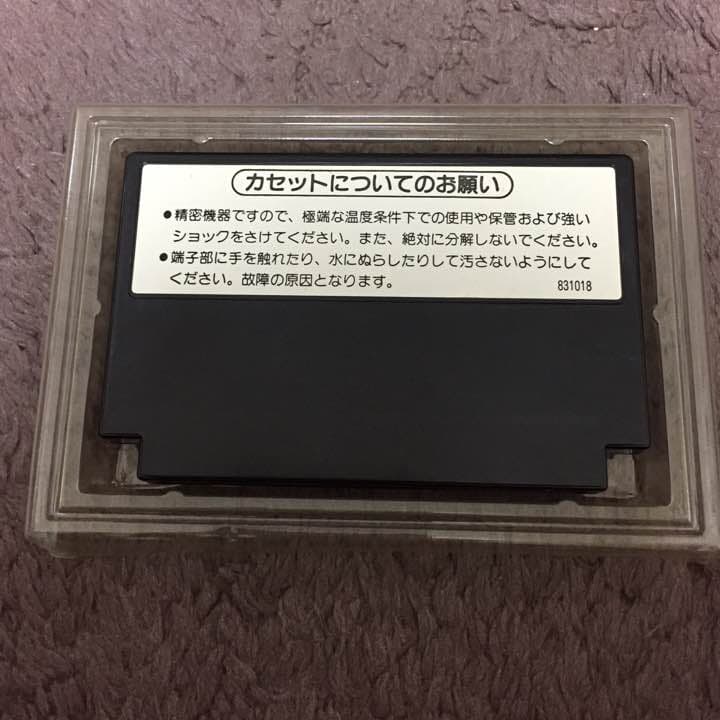 カセットについてのお願い
●精密機器ですので、極端な温度条件下での使用や保管および強い
ショックをさけてください。また、絶対に分解しないでください。
●端子部に手を触れたり、水にぬらしたりして汚さないようにして
ください。故障の原因となります。
831018